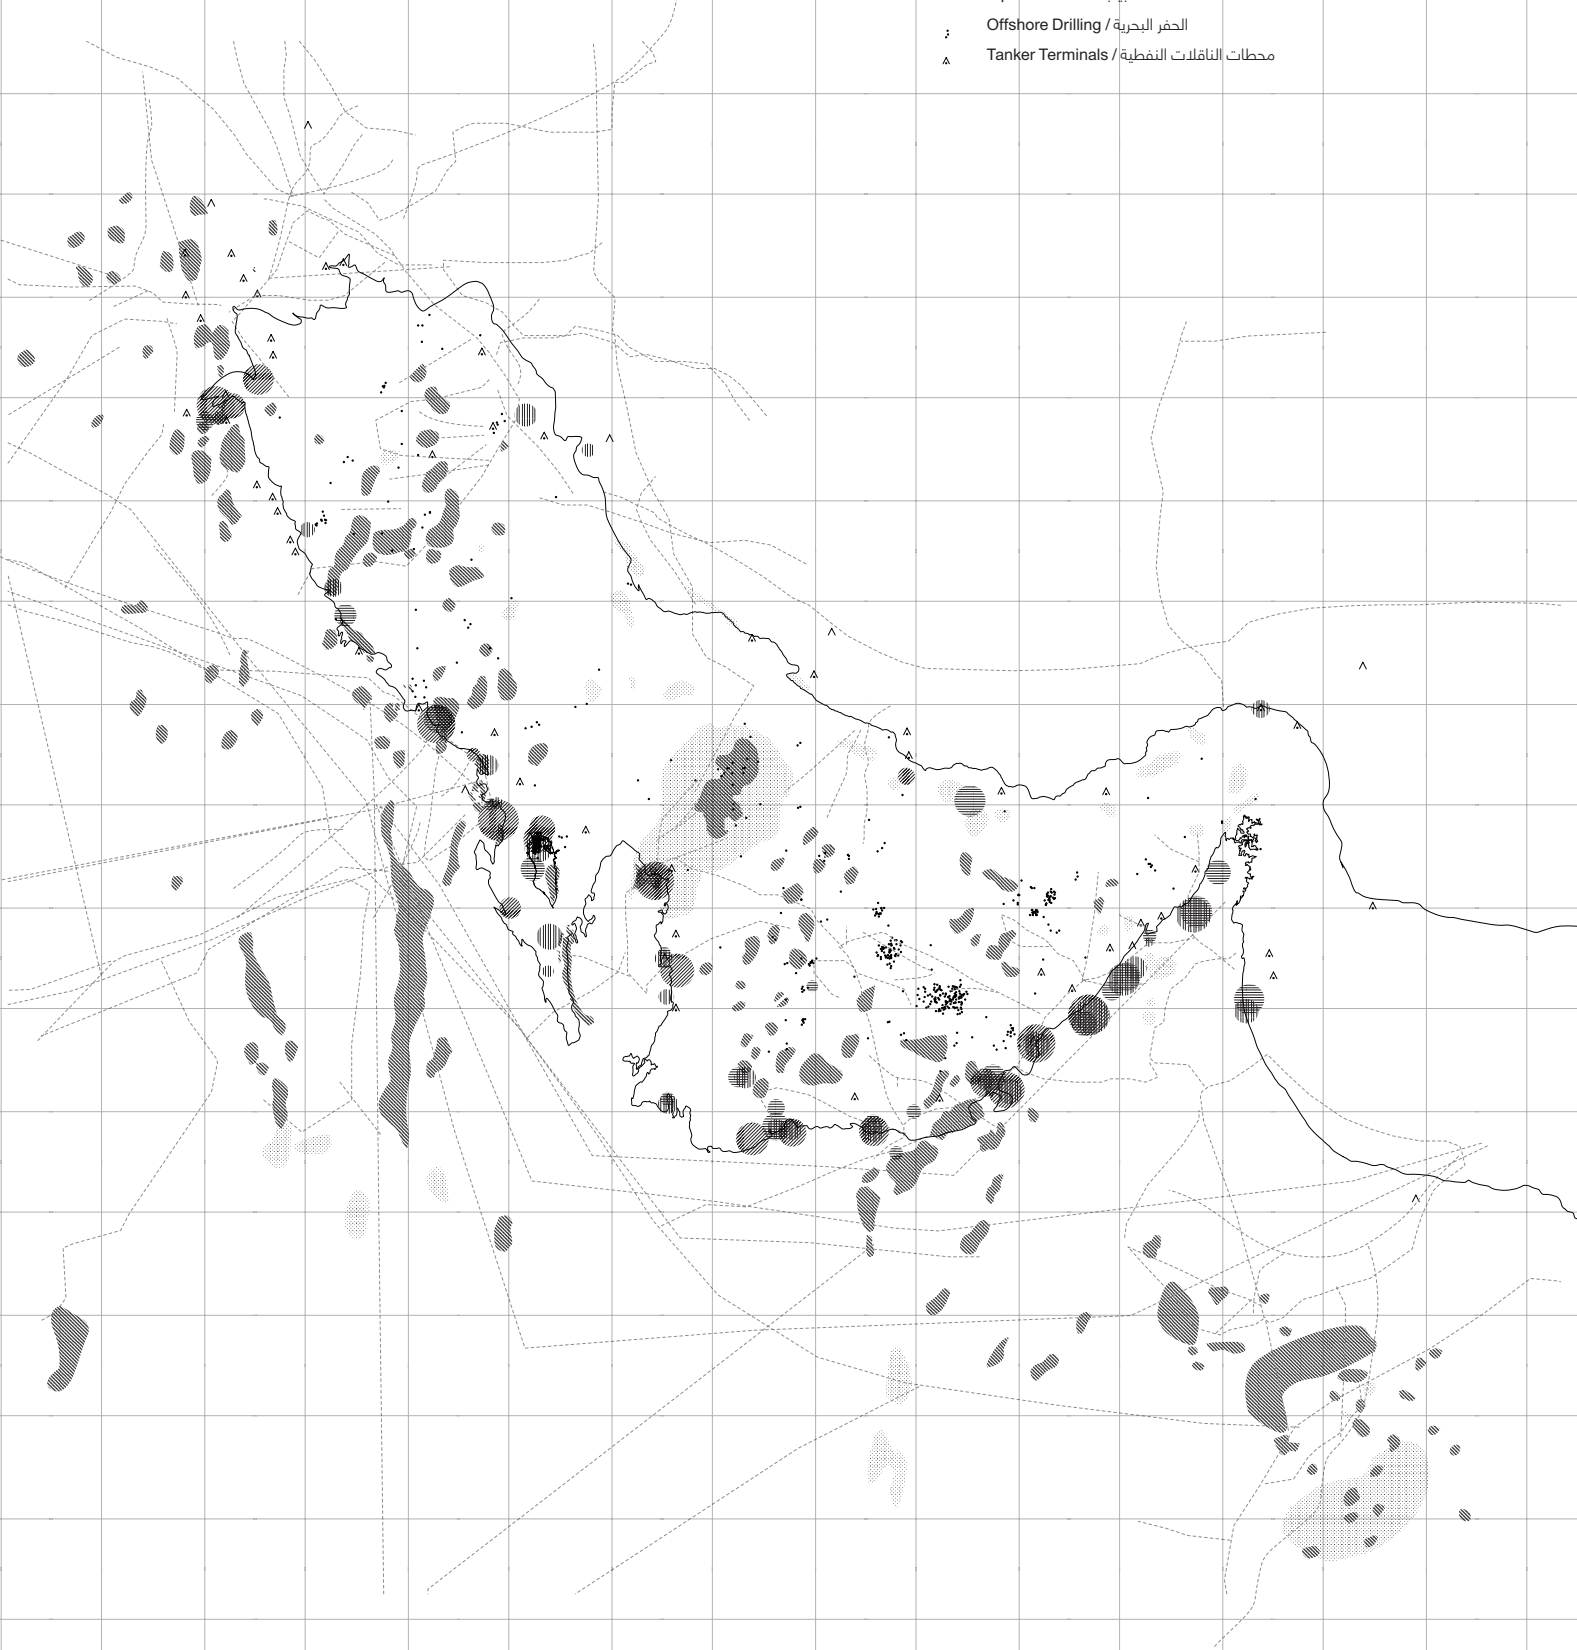 Offshore Drilling / الحفر البحرية
Tanker Terminals / محطات الناقلات النفطية